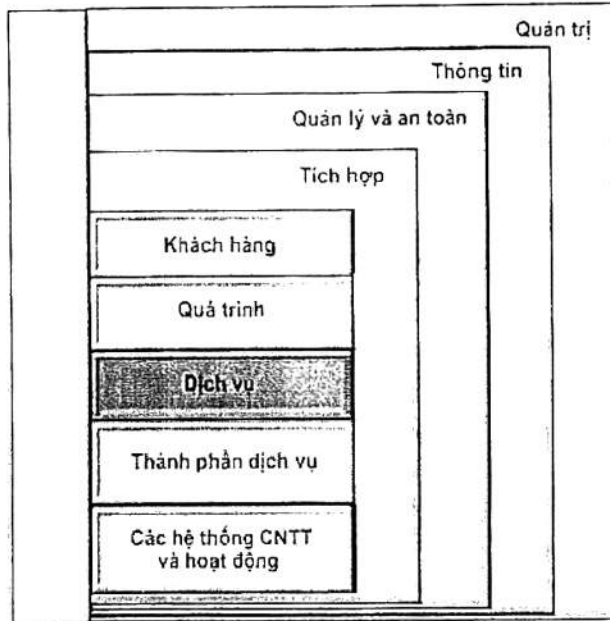 Quản trị
Thông tin
Quản lý và an toàn
Tích hợp
Khách hàng
Quá trình
Dịch vụ
Thành phần dịch vụ
Các hệ thống CNTT
và hoạt động